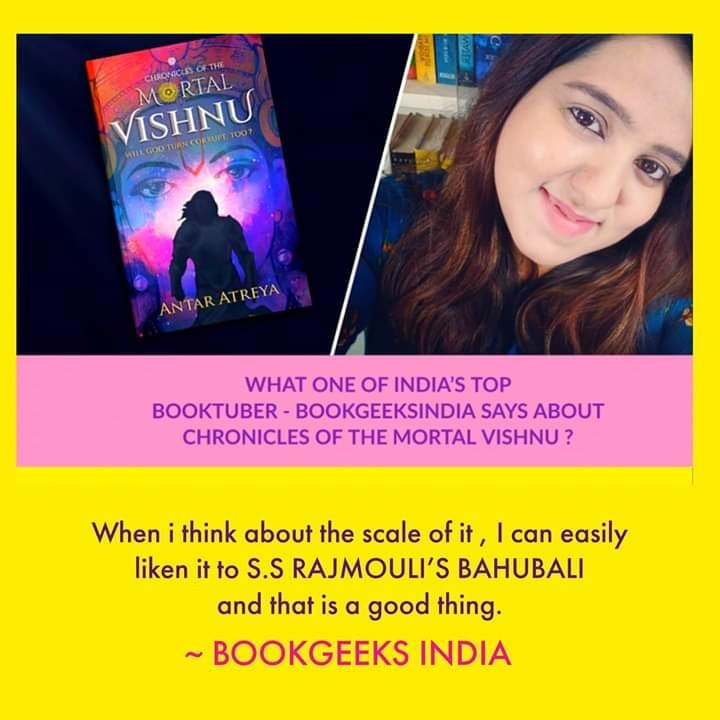 CHRONICLES OF THE
MORTAL
VISHNU
WILL GOD TURN CORRUPT, TOO?
ANTAR ATREYA
WHAT ONE OF INDIA'S TOP
BOOKTUBER - BOOKGEEKSINDIA SAYS ABOUT
CHRONICLES OF THE MORTAL VISHNU ?
When i think about the scale of it , I can easily
liken it to S.S RAJMOULI'S BAHUBALI
and that is a good thing.
~ BOOKGEEKS INDIA